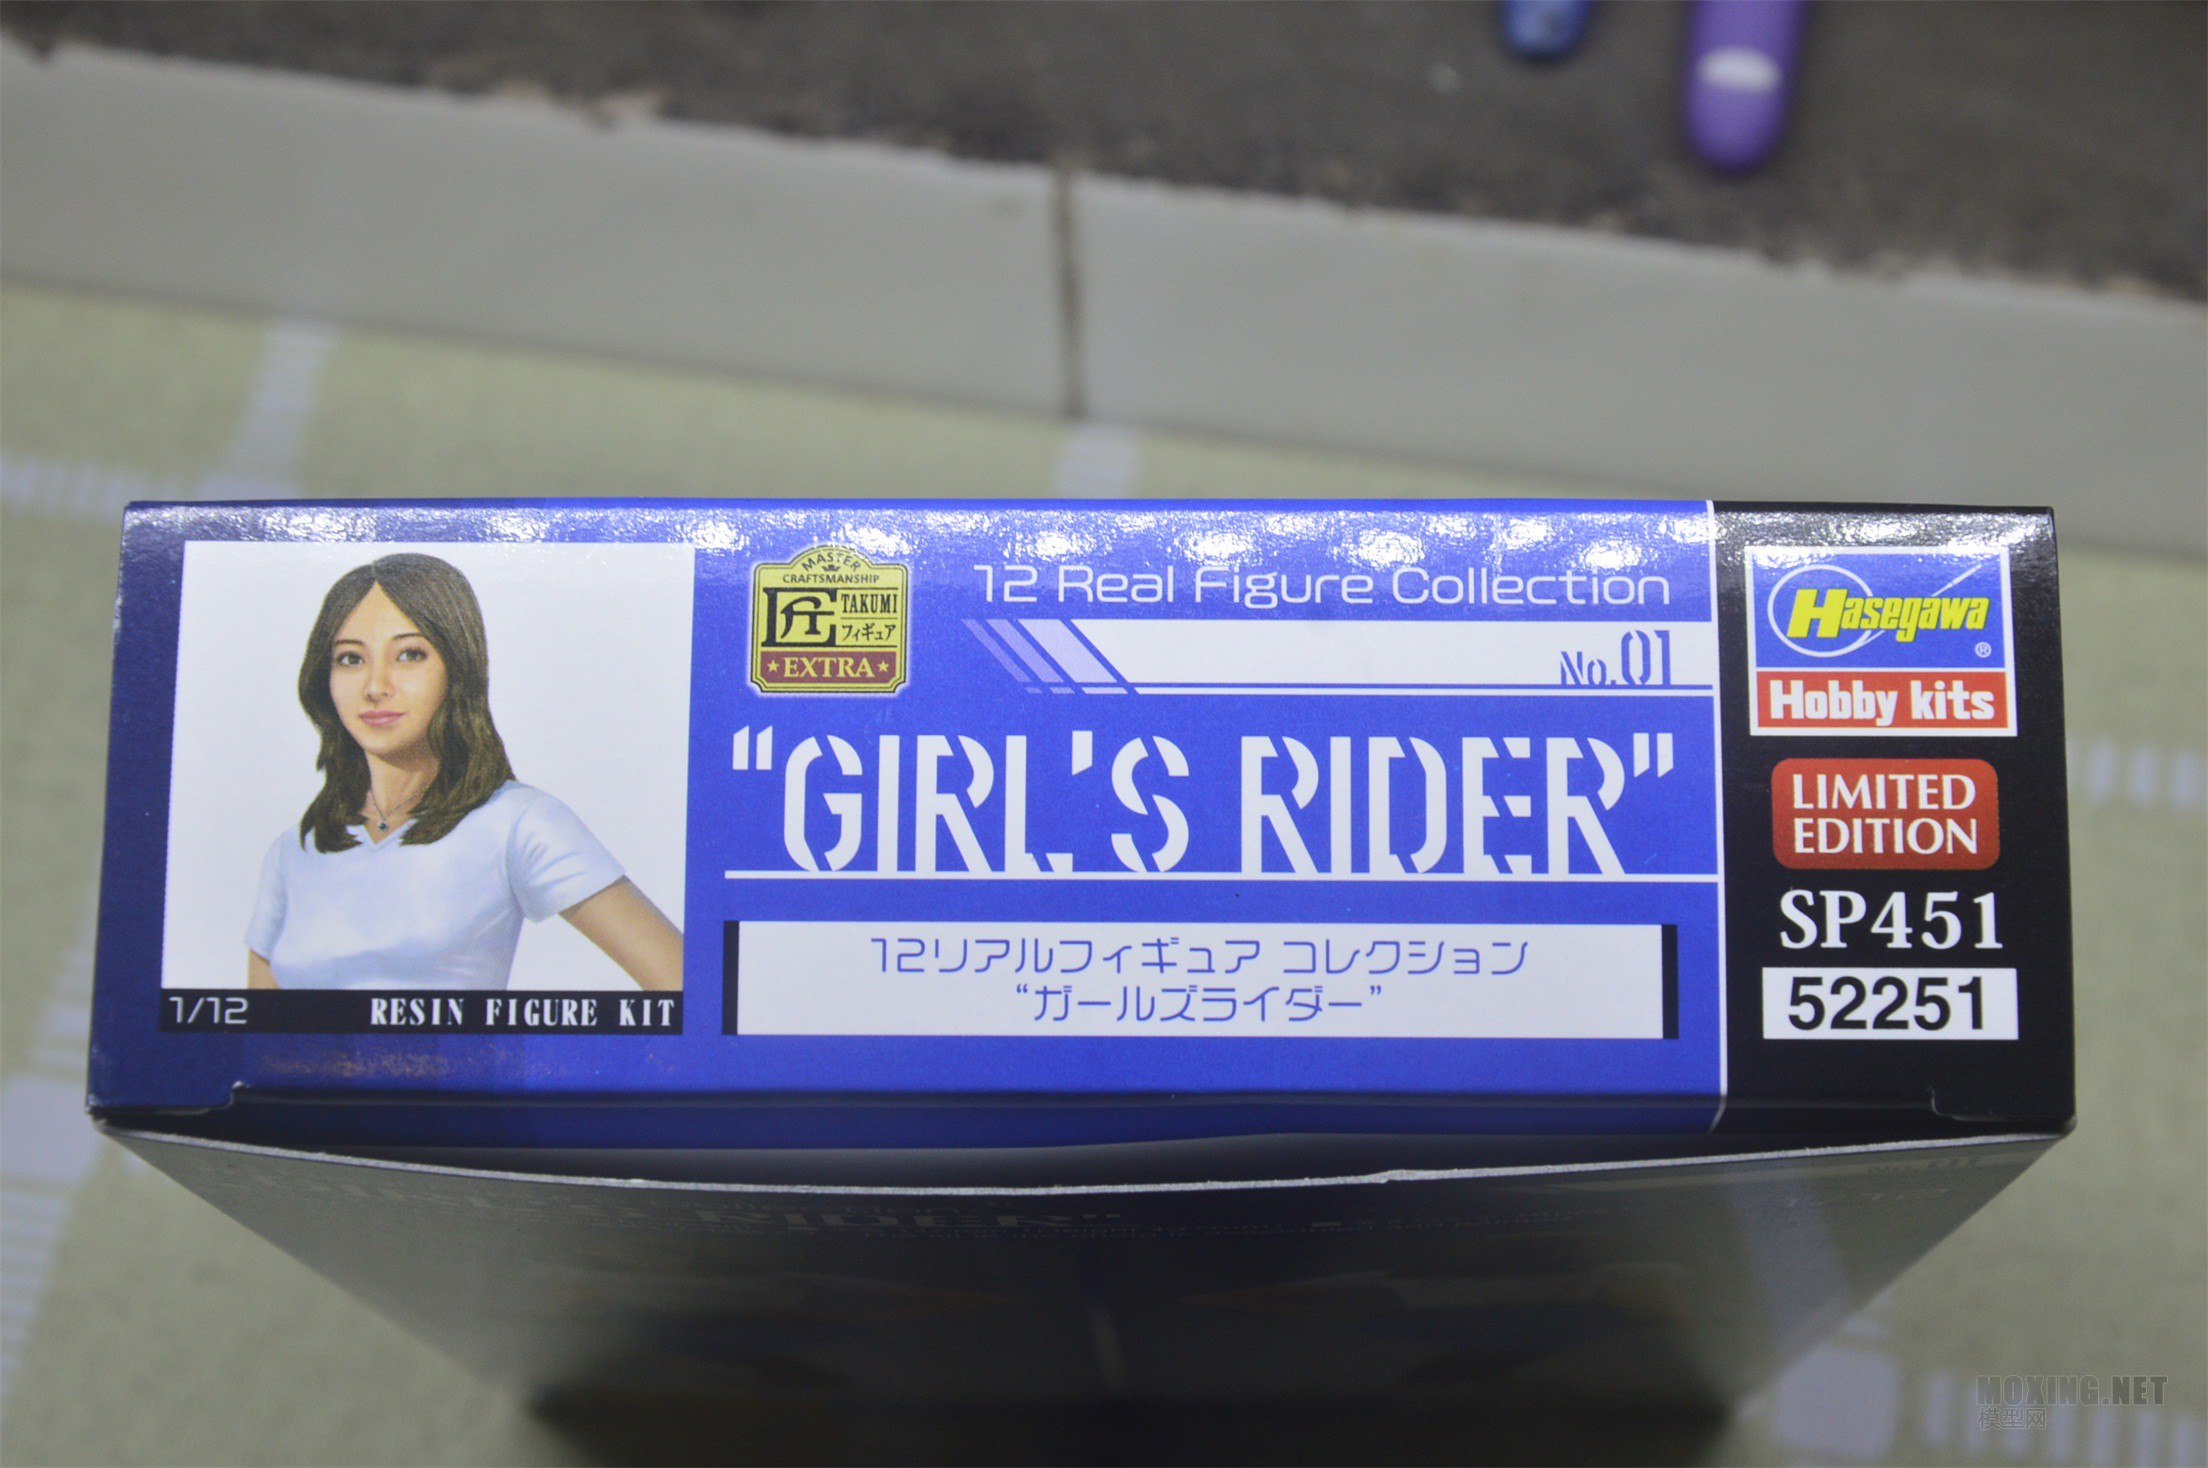 MASTER
CRAFTSMANSHIP
匠
TAKUMI
フィギュア
★EXTRA★
12 Real Figure Collection
No.01
"GIRL'S RIDER"
12リアルフィギュア コレクション
"ガールズライダー"
1/12 RESIN FIGURE KIT
Hasegawa®
Hobby kits
LIMITED
EDITION
SP451
52251
MOXING.NET
模型网